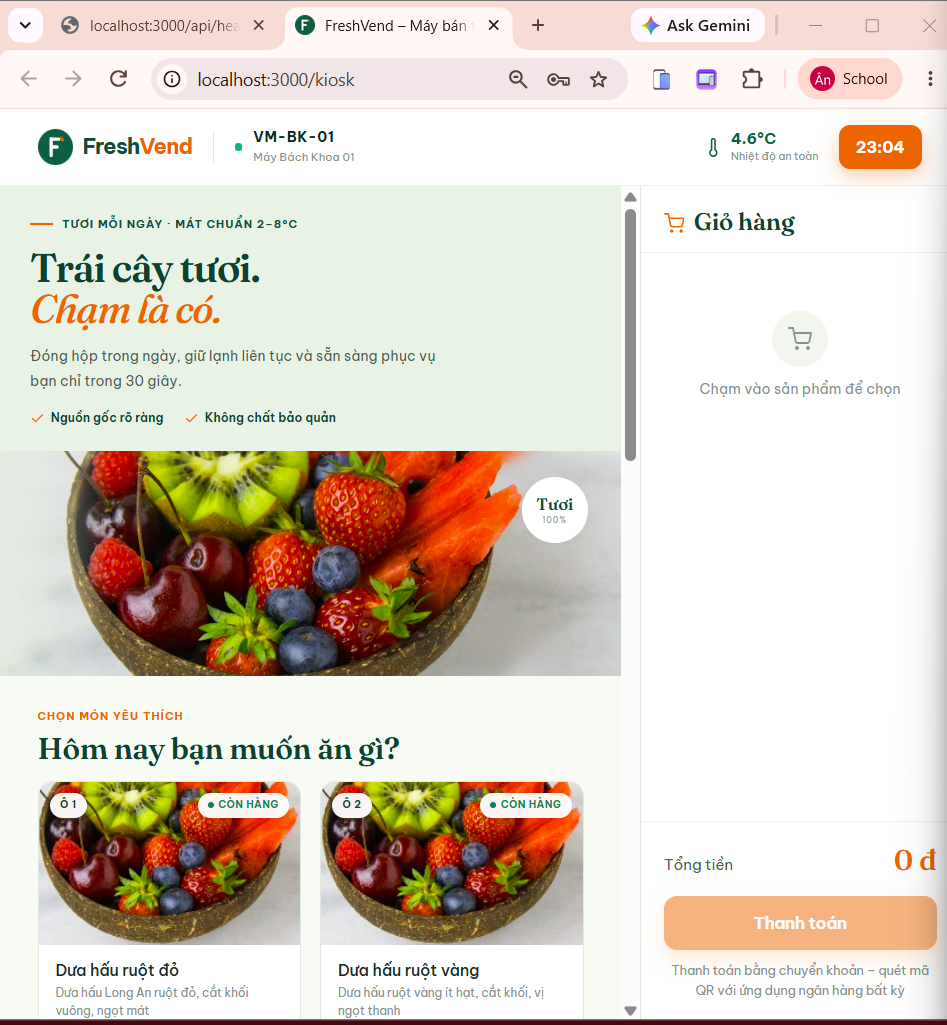 localhost:3000/api/hea
FreshVend – Máy bán t
Ask Gemini
localhost:3000/kiosk
Ân
School
F
FreshVend
VM-BK-01
Máy Bách Khoa 01
4.6°C
Nhiệt độ an toàn
23:04
TƯƠI MỖI NGÀY · MÁT CHUẨN 2–8°C
Trái cây tươi.
Chạm là có.
Đóng hộp trong ngày, giữ lạnh liên tục và sẵn sàng phục vụ
bạn chỉ trong 30 giây.
Nguồn gốc rõ ràng
Không chất bảo quản
Tươi
100%
CHỌN MÓN YÊU THÍCH
Hôm nay bạn muốn ăn gì?
Ô 1
CÒN HÀNG
Dưa hấu ruột đỏ
Dưa hấu Long An ruột đỏ, cắt khối
vuông, ngọt mát
Ô 2
CÒN HÀNG
Dưa hấu ruột vàng
Dưa hấu ruột vàng ít hạt, cắt khối, vị
ngọt thanh
Giỏ hàng
Chạm vào sản phẩm để chọn
Tổng tiền
0 đ
Thanh toán
Thanh toán bằng chuyển khoản – quét mã
QR với ứng dụng ngân hàng bất kỳ